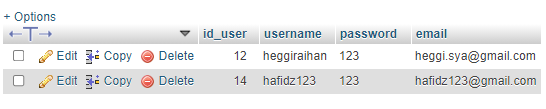 + Options
←T→ id_user username password email
Edit Copy Delete 12 heggiraihan 123 heggi.sya@gmail.com
Edit Copy Delete 14 hafidz123 123 hafidz123@gmail.com